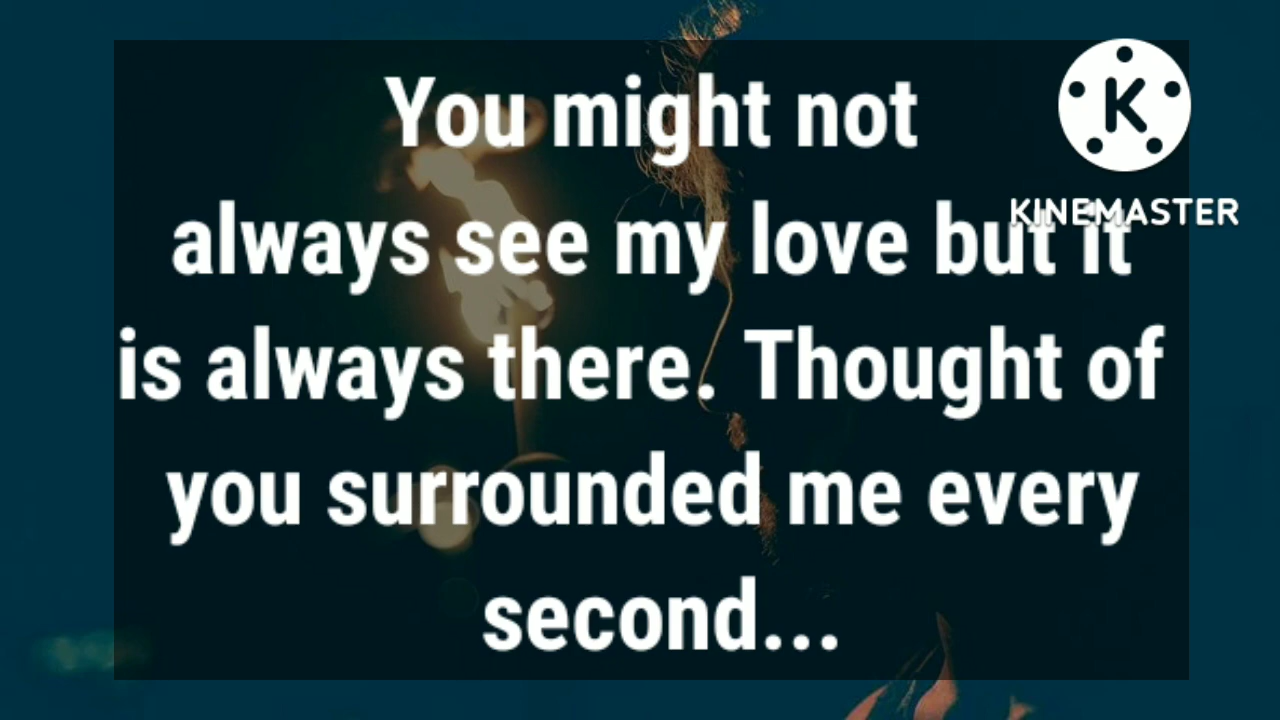 You might not
always see my love but it
is always there. Thought of
you surrounded me every
second...
K
KINEMASTER